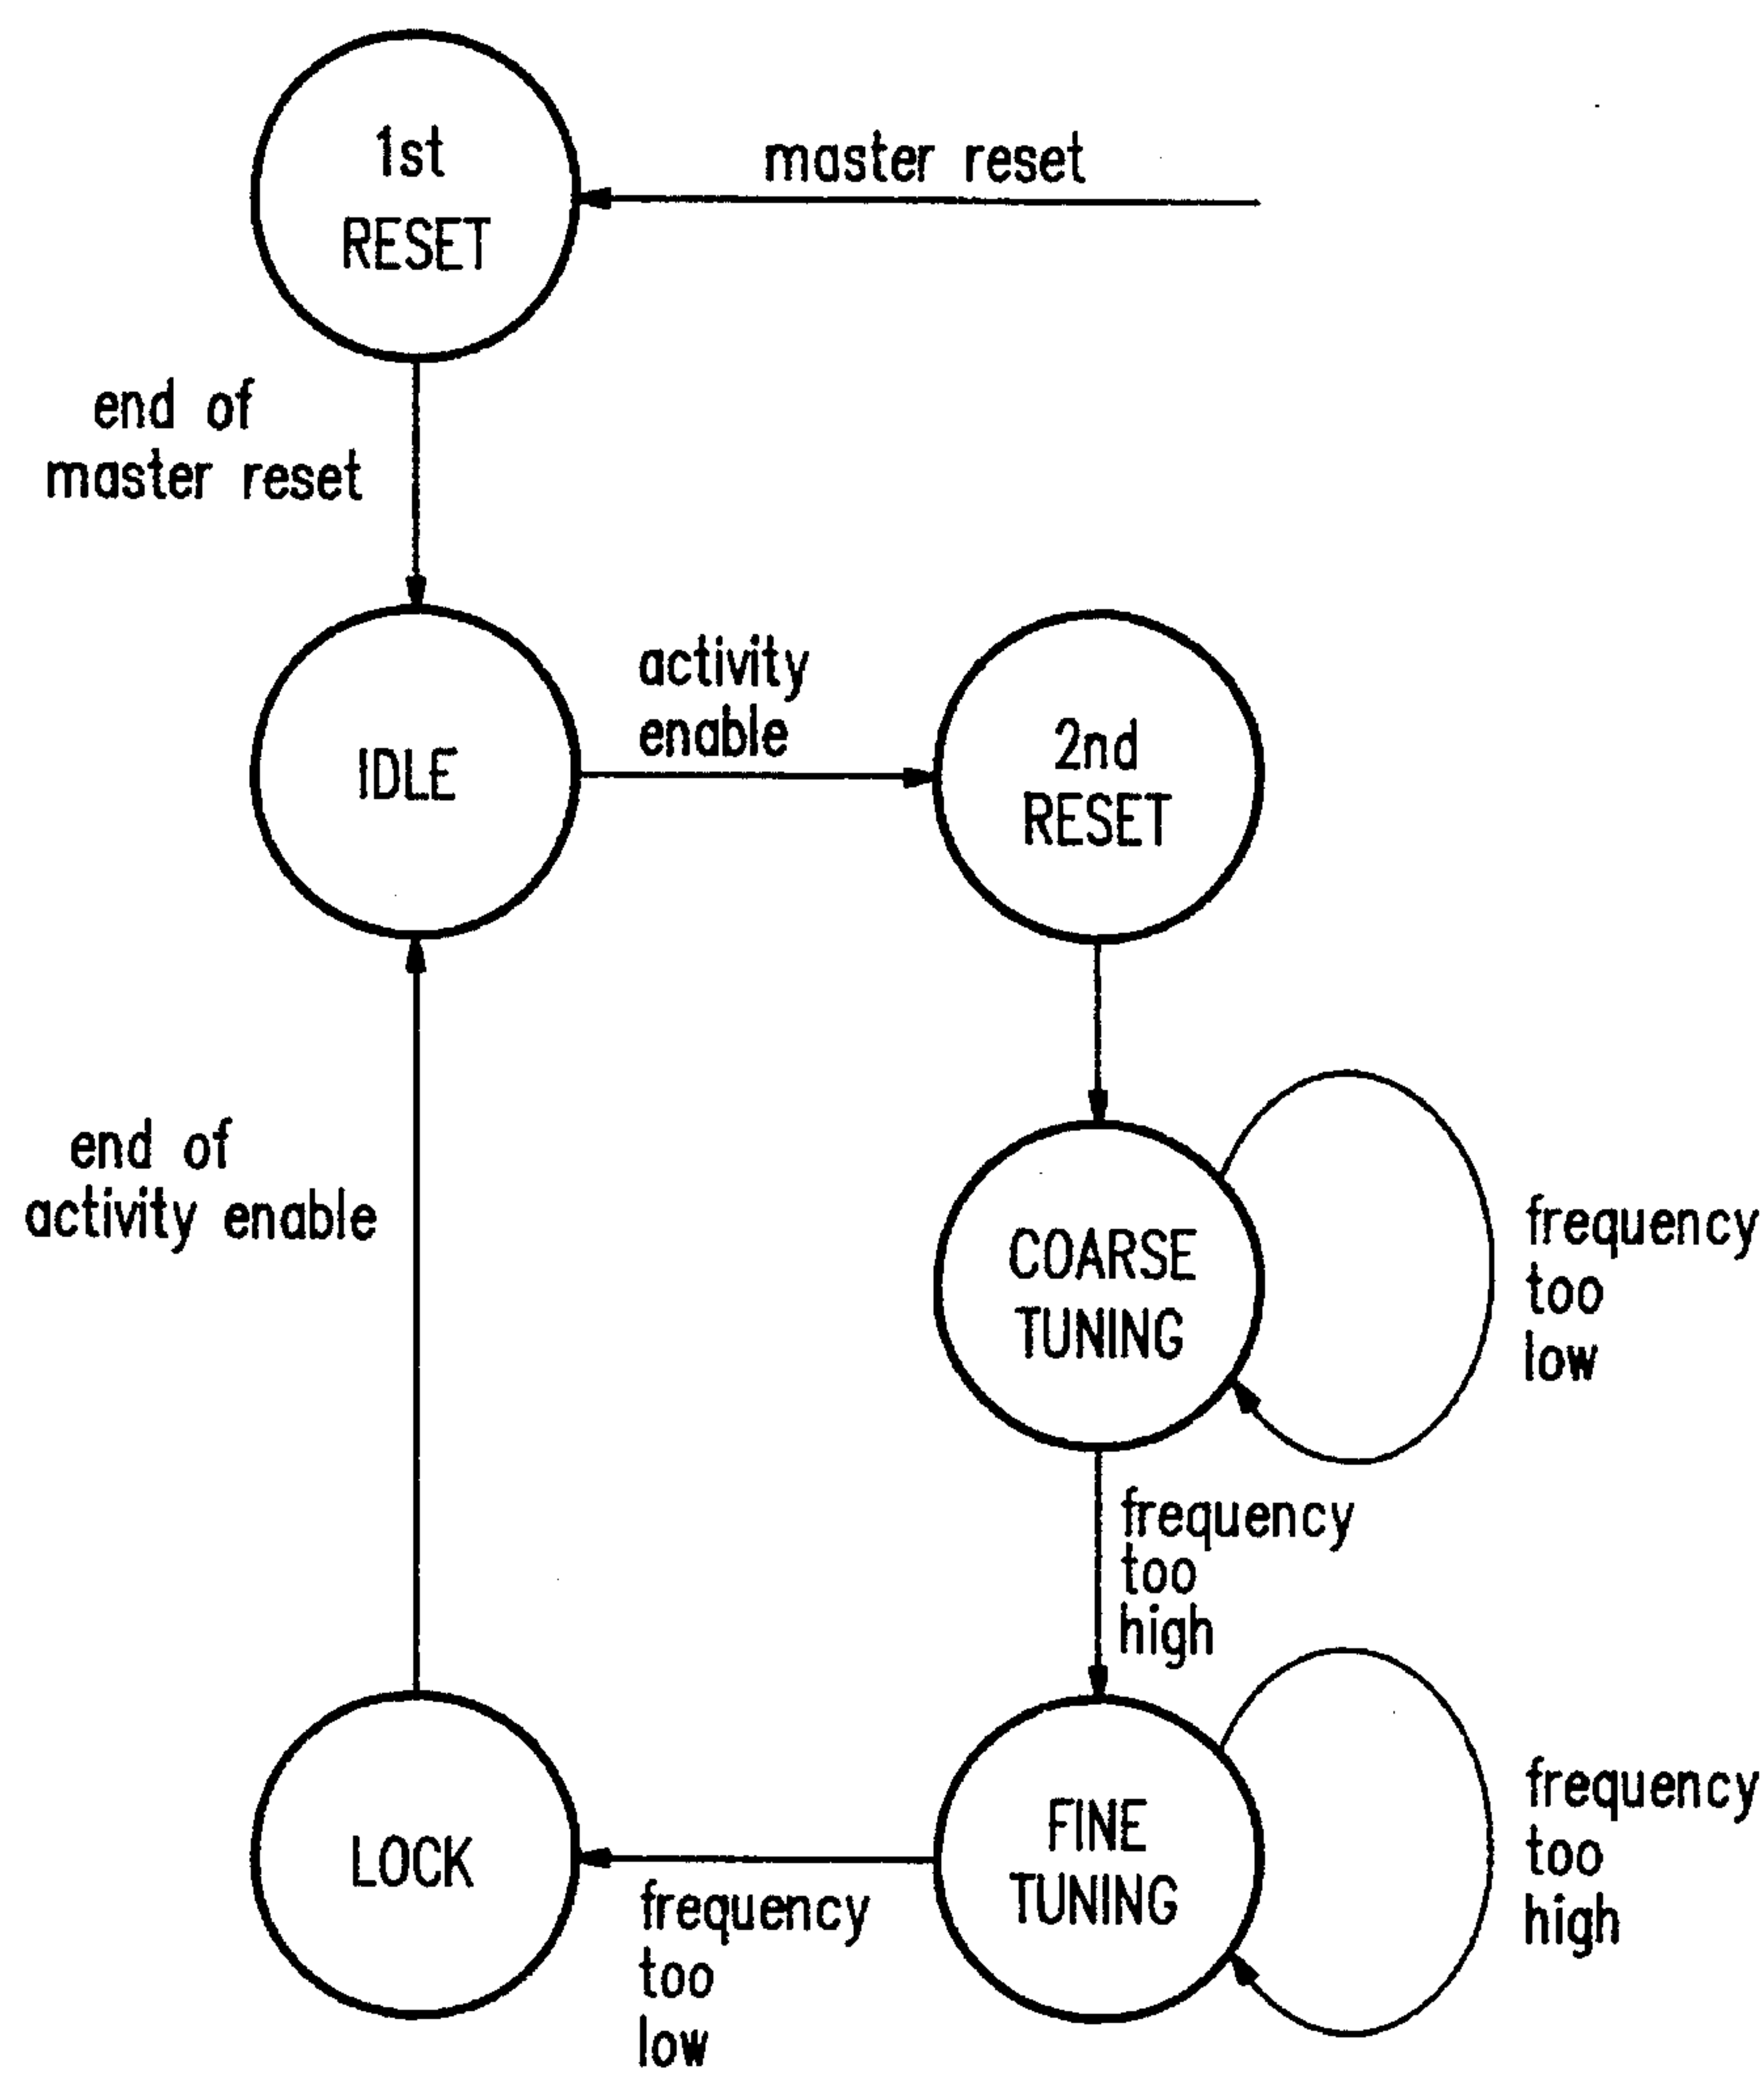 1st
RESET
master reset
end of
master reset
IDLE
activity
enable
2nd
RESET
end of
activity enable
COARSE
TUNING
frequency
too
low
frequency
too
high
LOCK
frequency
too
low
FINE
TUNING
frequency
too
high